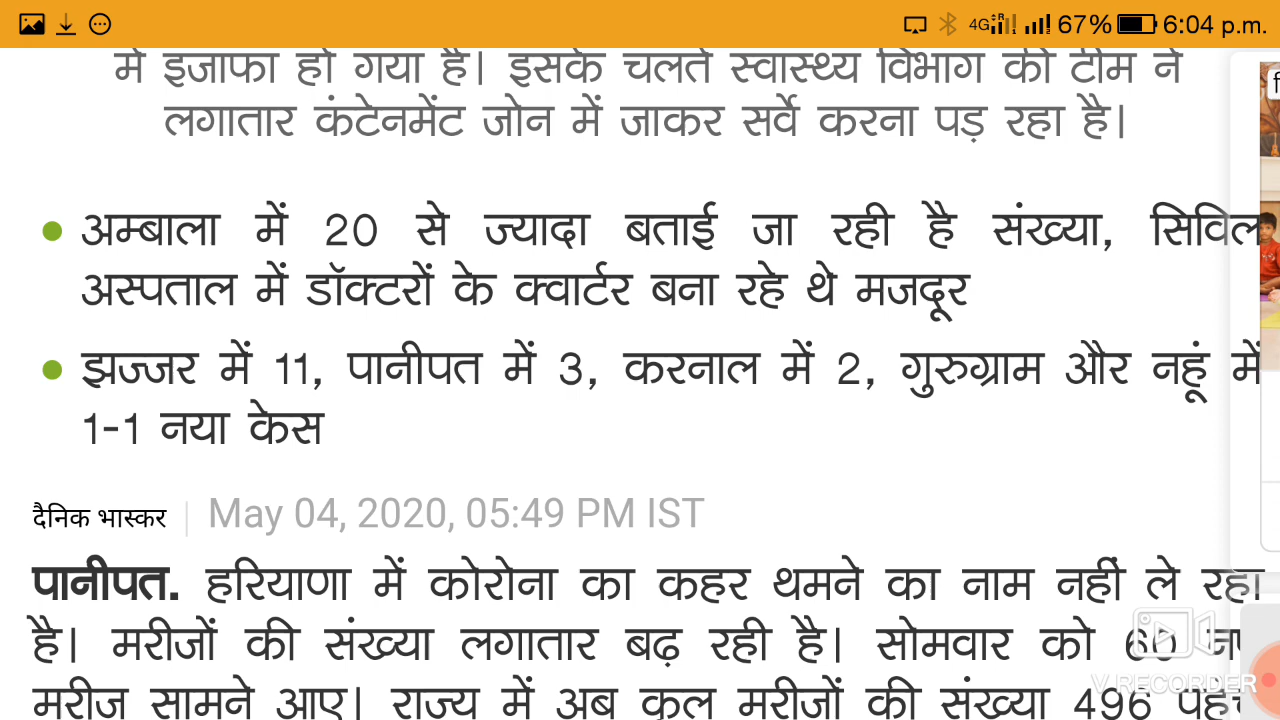 4G R 67% 6:04 p.m.
में इजाफा हो गया है। इसके चलते स्वास्थ्य विभाग की टीम ने
लगातार कंटेनमेंट जोन में जाकर सर्वे करना पड़ रहा है।
• अम्बाला में 20 से ज्यादा बताई जा रही है संख्या, सिविल
अस्पताल में डॉक्टरों के क्वार्टर बना रहे थे मजदूर
• झज्जर में 11, पानीपत में 3, करनाल में 2, गुरुग्राम और नहूं में
1-1 नया केस
दैनिक भास्कर | May 04, 2020, 05:49 PM IST
पानीपत. हरियाणा में कोरोना का कहर थमने का नाम नहीं ले रहा
है। मरीजों की संख्या लगातार बढ़ रही है। सोमवार को 60
मरीज सामने आए। राज्य में अब कुल मरीजों की संख्या 496
V RECORDER